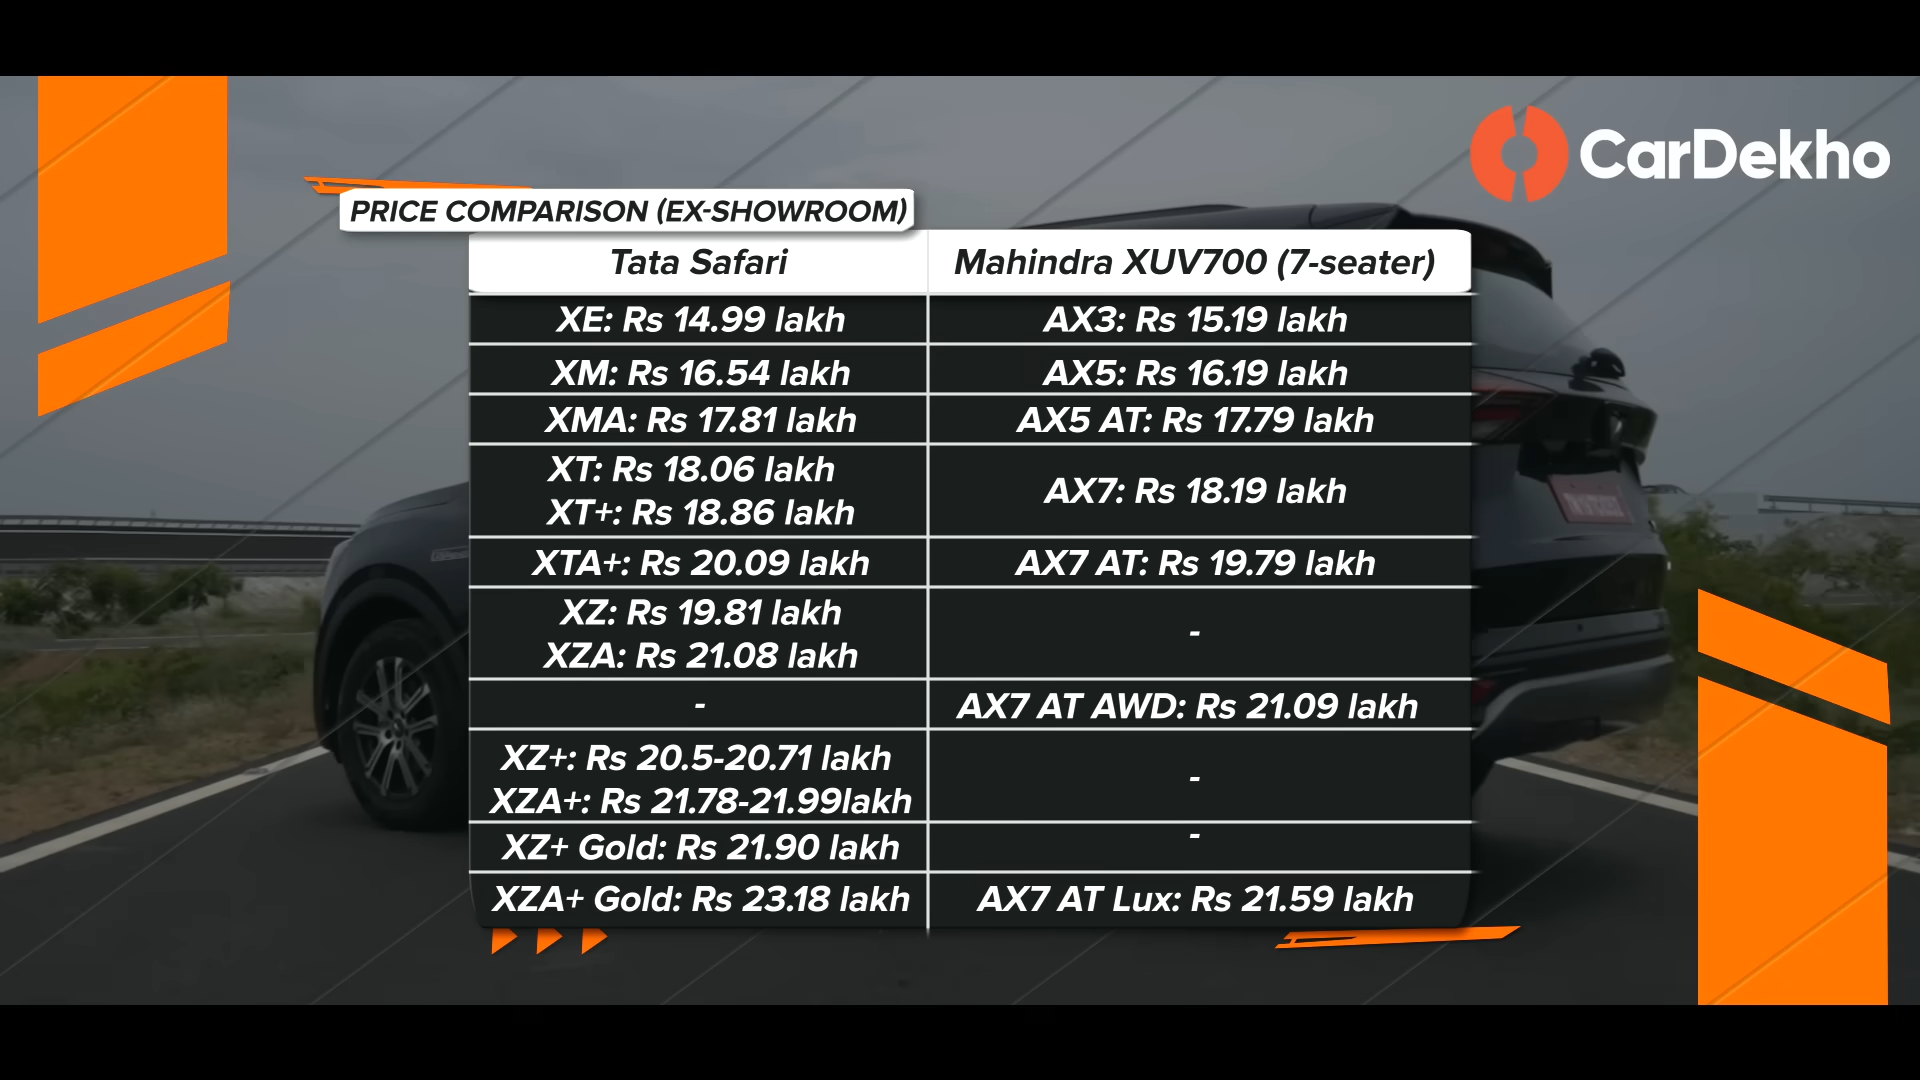 CarDekho
PRICE COMPARISON (EX-SHOWROOM)
Tata Safari
Mahindra XUV700 (7-seater)
XE: Rs 14.99 lakh
AX3: Rs 15.19 lakh
XM: Rs 16.54 lakh
AX5: Rs 16.19 lakh
XMA: Rs 17.81 lakh
AX5 AT: Rs 17.79 lakh
XT: Rs 18.06 lakh
XT+: Rs 18.86 lakh
AX7: Rs 18.19 lakh
XTA+: Rs 20.09 lakh
AX7 AT: Rs 19.79 lakh
XZ: Rs 19.81 lakh
XZA: Rs 21.08 lakh
-
-
AX7 AT AWD: Rs 21.09 lakh
XZ+: Rs 20.5-20.71 lakh
XZA+: Rs 21.78-21.99lakh
-
XZ+ Gold: Rs 21.90 lakh
-
XZA+ Gold: Rs 23.18 lakh
AX7 AT Lux: Rs 21.59 lakh